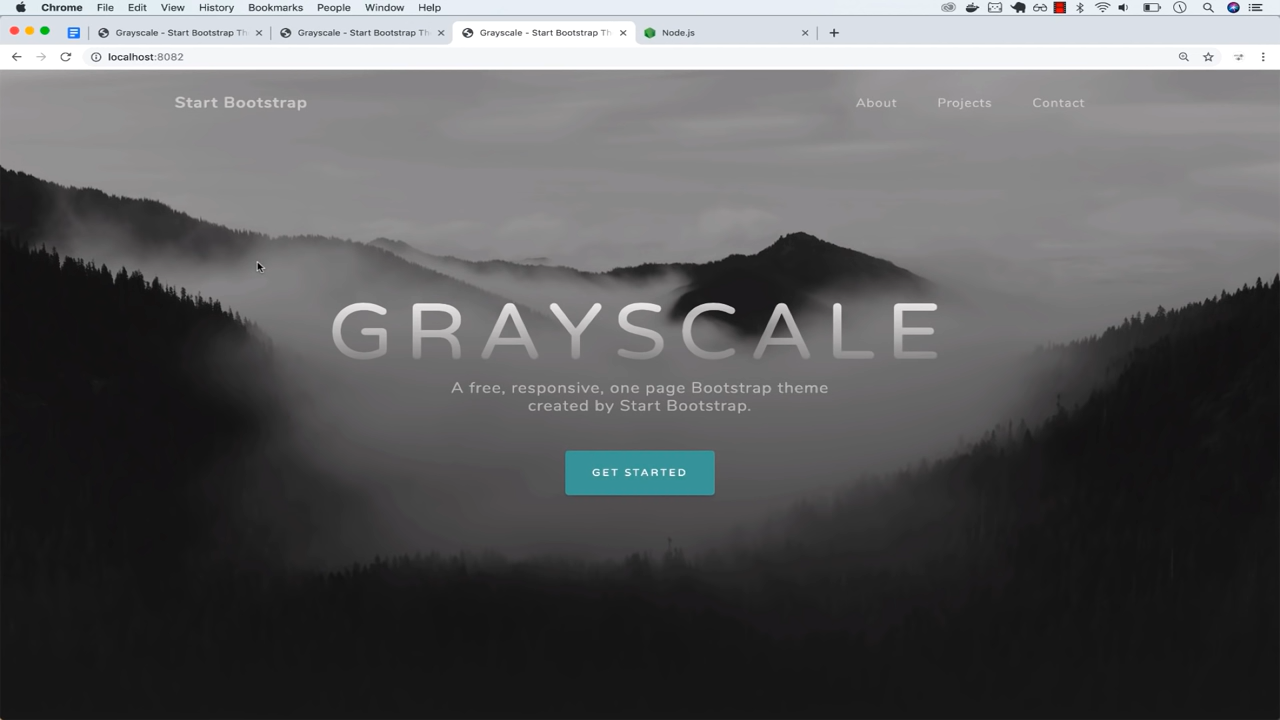 Chrome File Edit View History Bookmarks People Window Help
Grayscale - Start Bootstrap Th Grayscale - Start Bootstrap Th Grayscale - Start Bootstrap Th Node.js
localhost:8082
Start Bootstrap About Projects Contact
GRAYSCALE
A free, responsive, one page Bootstrap theme
created by Start Bootstrap.
GET STARTED